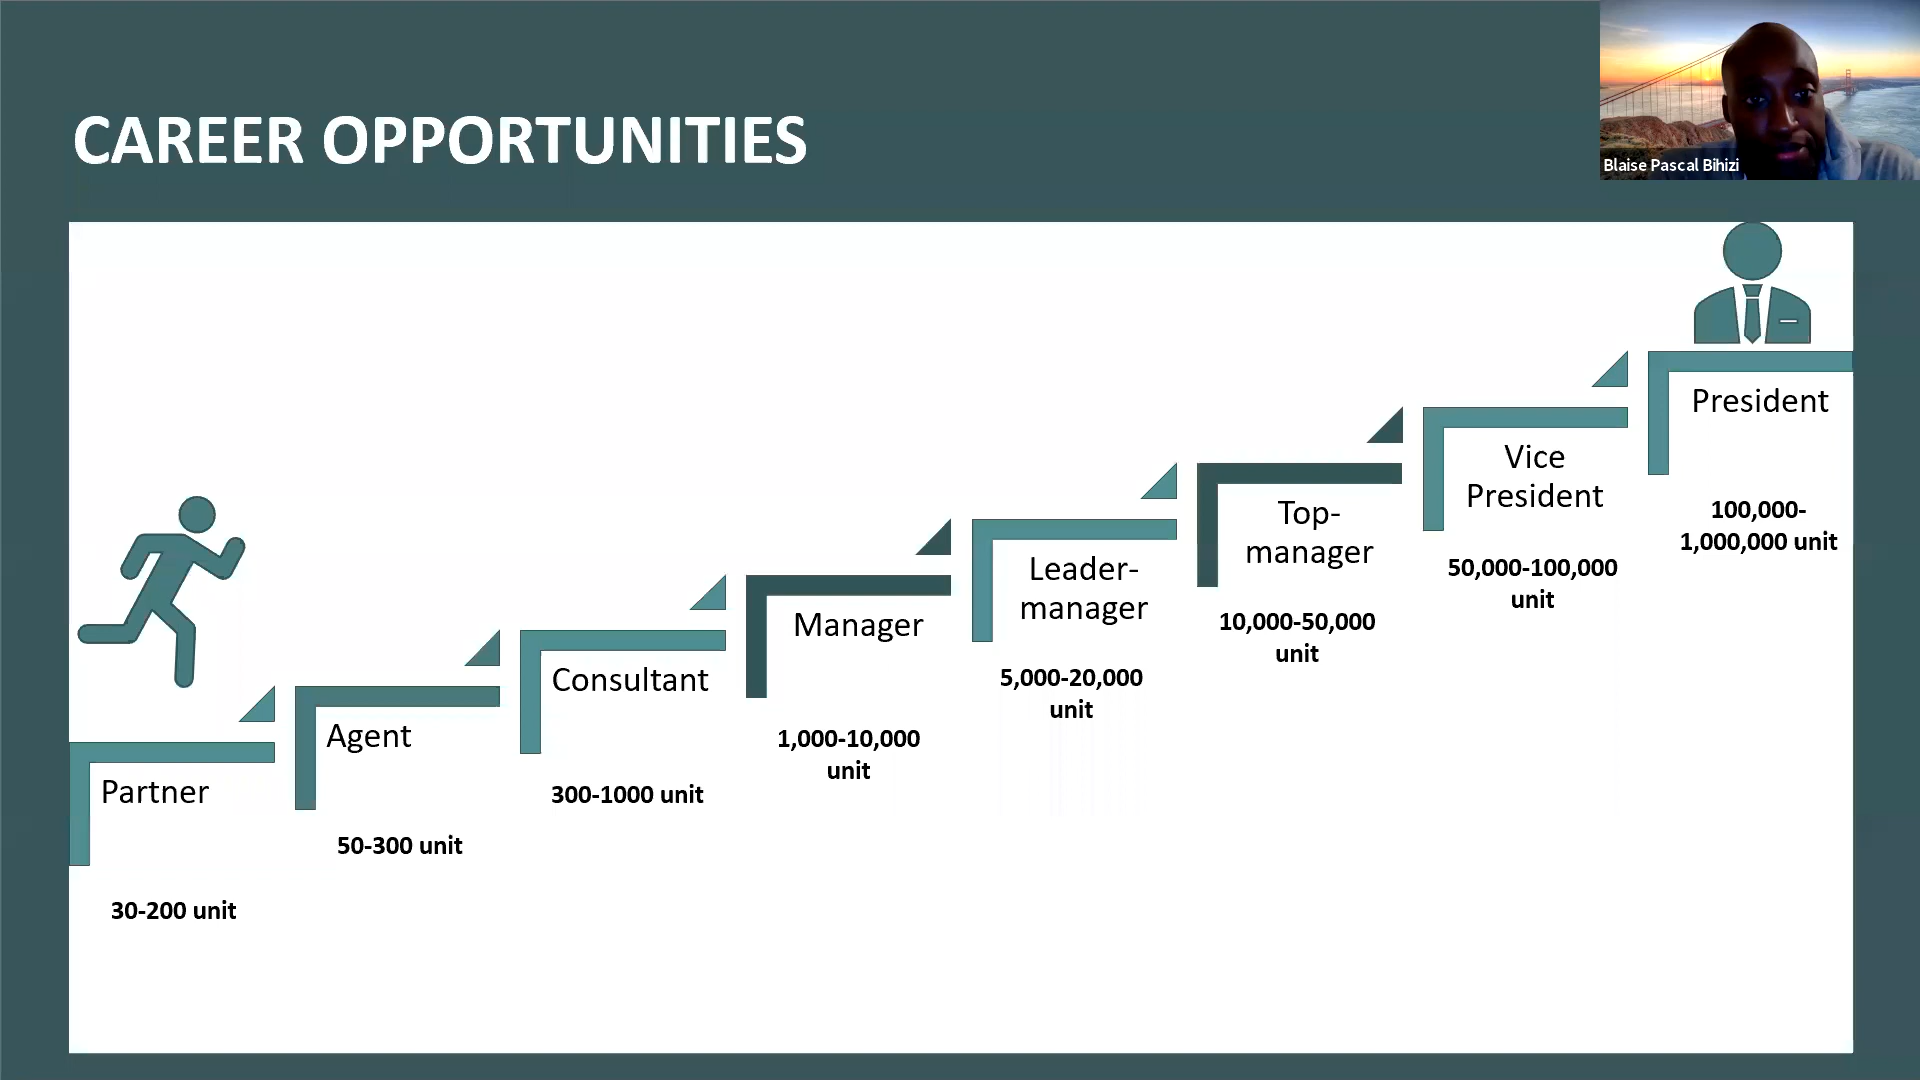 CAREER OPPORTUNITIES
Blaise Pascal Bihizi
Partner
30-200 unit
Agent
50-300 unit
Consultant
300-1000 unit
Manager
1,000-10,000
unit
Leader-
manager
5,000-20,000
unit
Top-
manager
10,000-50,000
unit
Vice
President
50,000-100,000
unit
President
100,000-
1,000,000 unit